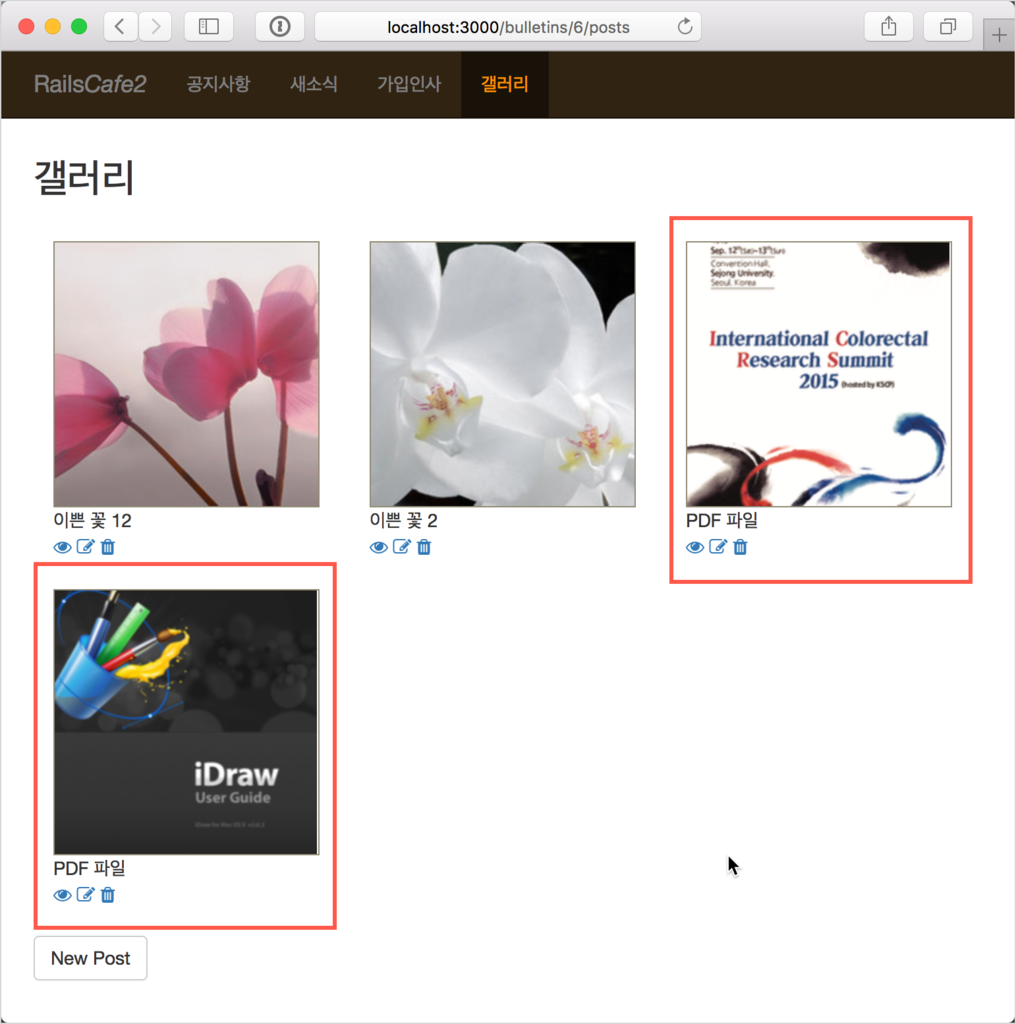 localhost:3000/bulletins/6/posts
RailsCafe2 공지사항 새소식 가입인사 갤러리
갤러리
Sep. 12th(Sat)~13th(Sun)
Convention Hall,
Sejong University,
Seoul, Korea
International Colorectal
Research Summit
2015 (hosted by KSCP)
이쁜 꽃 12
이쁜 꽃 2
PDF 파일
iDraw
User Guide
PDF 파일
New Post